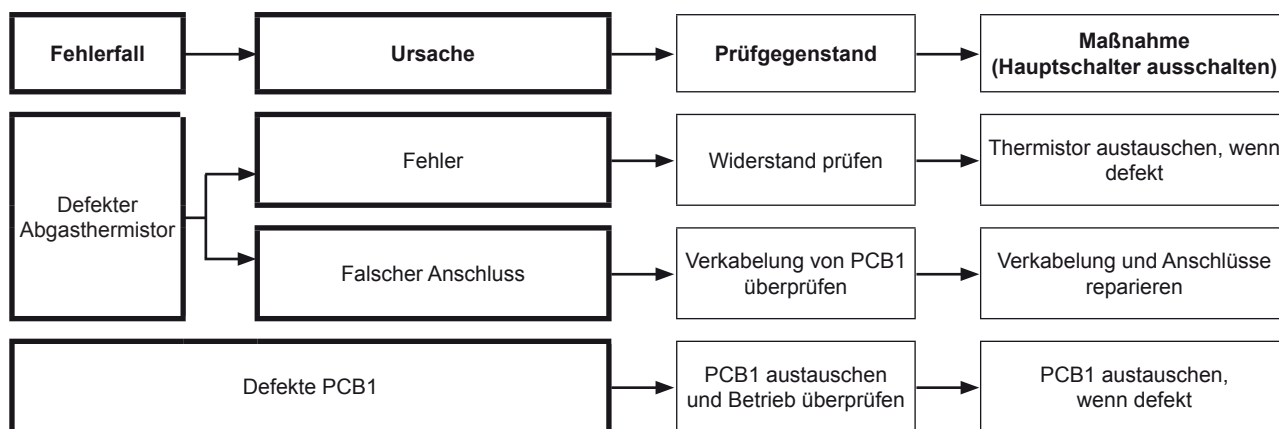 Fehlerfall
Ursache
Prüfgegenstand
Maßnahme
(Hauptschalter ausschalten)
Defekter
Abgasthermistor
Fehler
Widerstand prüfen
Thermistor austauschen, wenn
defekt
Falscher Anschluss
Verkabelung von PCB1
überprüfen
Verkabelung und Anschlüsse
reparieren
Defekte PCB1
PCB1 austauschen
und Betrieb überprüfen
PCB1 austauschen,
wenn defekt